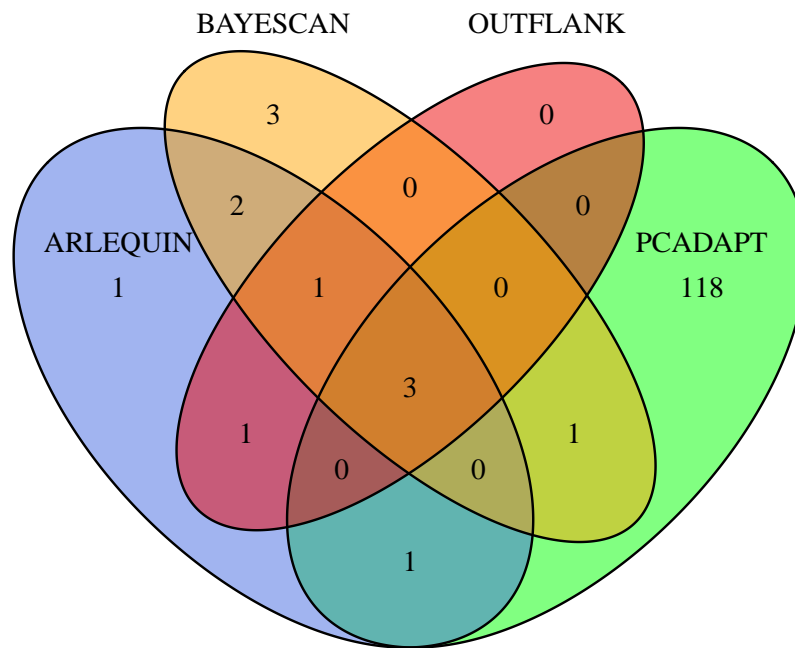 BAYESCAN OUTFLANK
3 0
0
2 0
ARLEQUIN PCADAPT
1 1 0 118
3
1 1
0 0
1